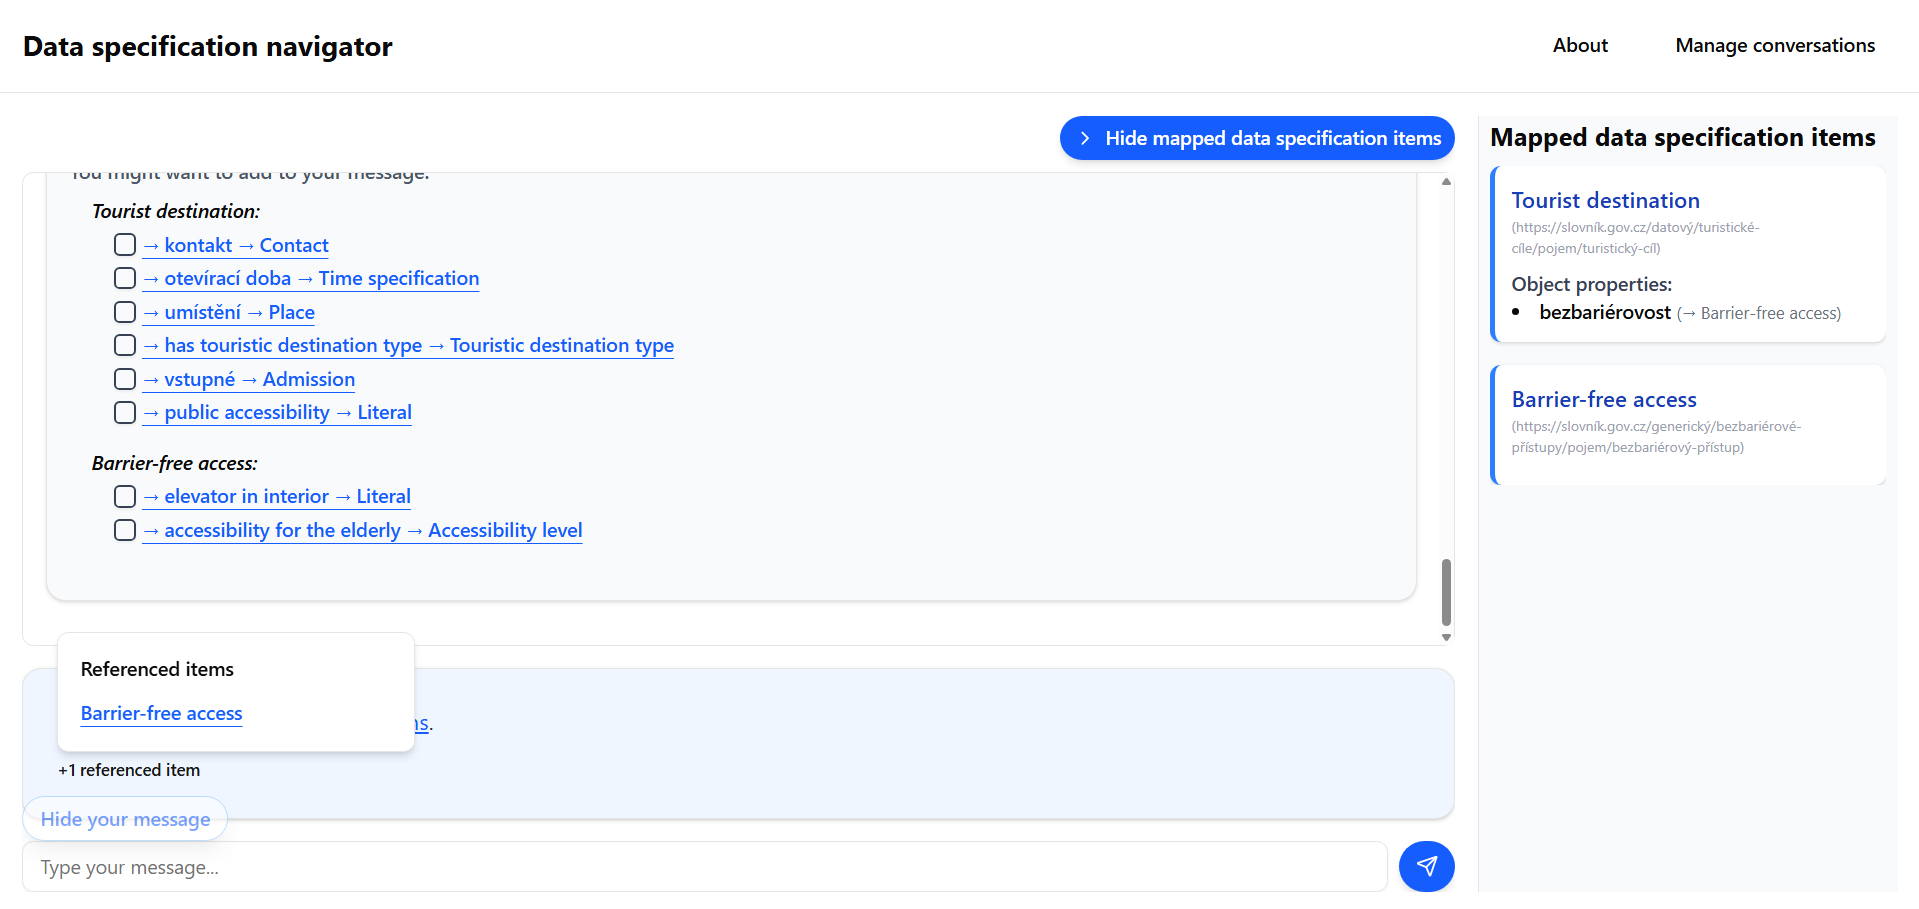 Data specification navigator
About
Manage conversations
Hide mapped data specification items
You might want to add to your message.
Tourist destination:
→ kontakt → Contact
→ otevírací doba → Time specification
→ umístění → Place
→ has touristic destination type → Touristic destination type
→ vstupné → Admission
→ public accessibility → Literal
Barrier-free access:
→ elevator in interior → Literal
→ accessibility for the elderly → Accessibility level
Referenced items
Barrier-free access
+1 referenced item
Hide your message
Type your message...
Mapped data specification items
Tourist destination
(https://slovník.gov.cz/datový/turistické-
cíle/pojem/turistický-cíl)
Object properties:
• bezbariérovost (→ Barrier-free access)
Barrier-free access
(https://slovník.gov.cz/generický/bezbariérové-
přístupy/pojem/bezbariérový-přístup)